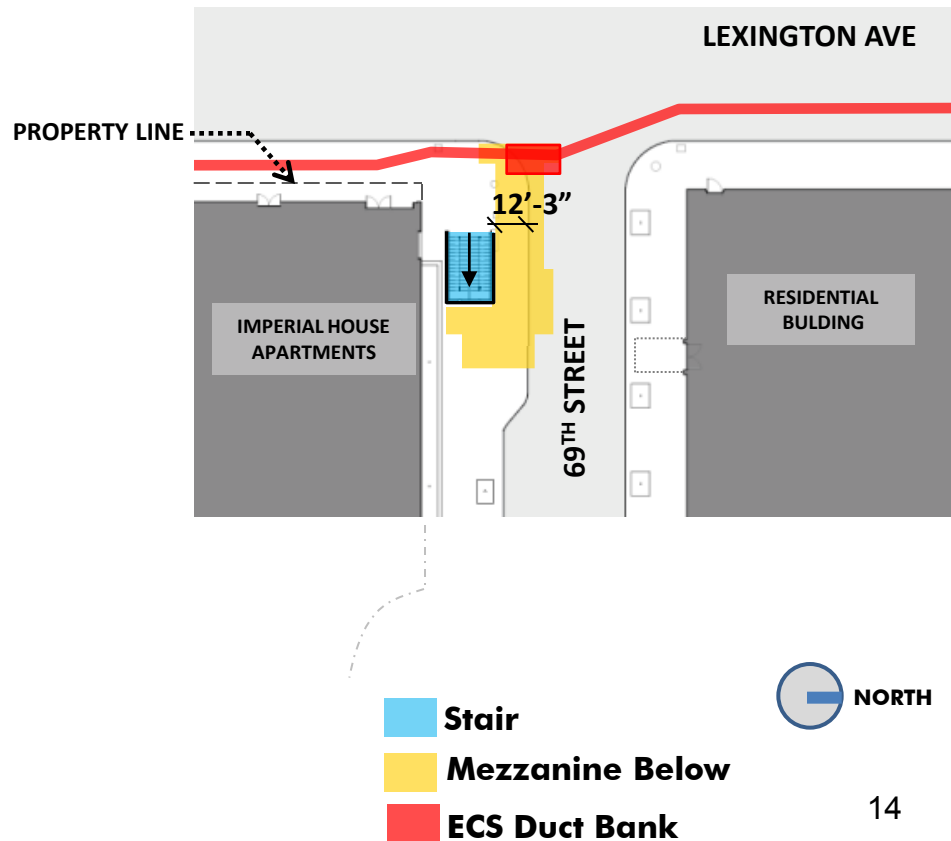 LEXINGTON AVE
PROPERTY LINE
12’-3”
IMPERIAL HOUSE
APARTMENTS
RESIDENTIAL
BULDING
69TH STREET
NORTH
Stair
Mezzanine Below
ECS Duct Bank
14